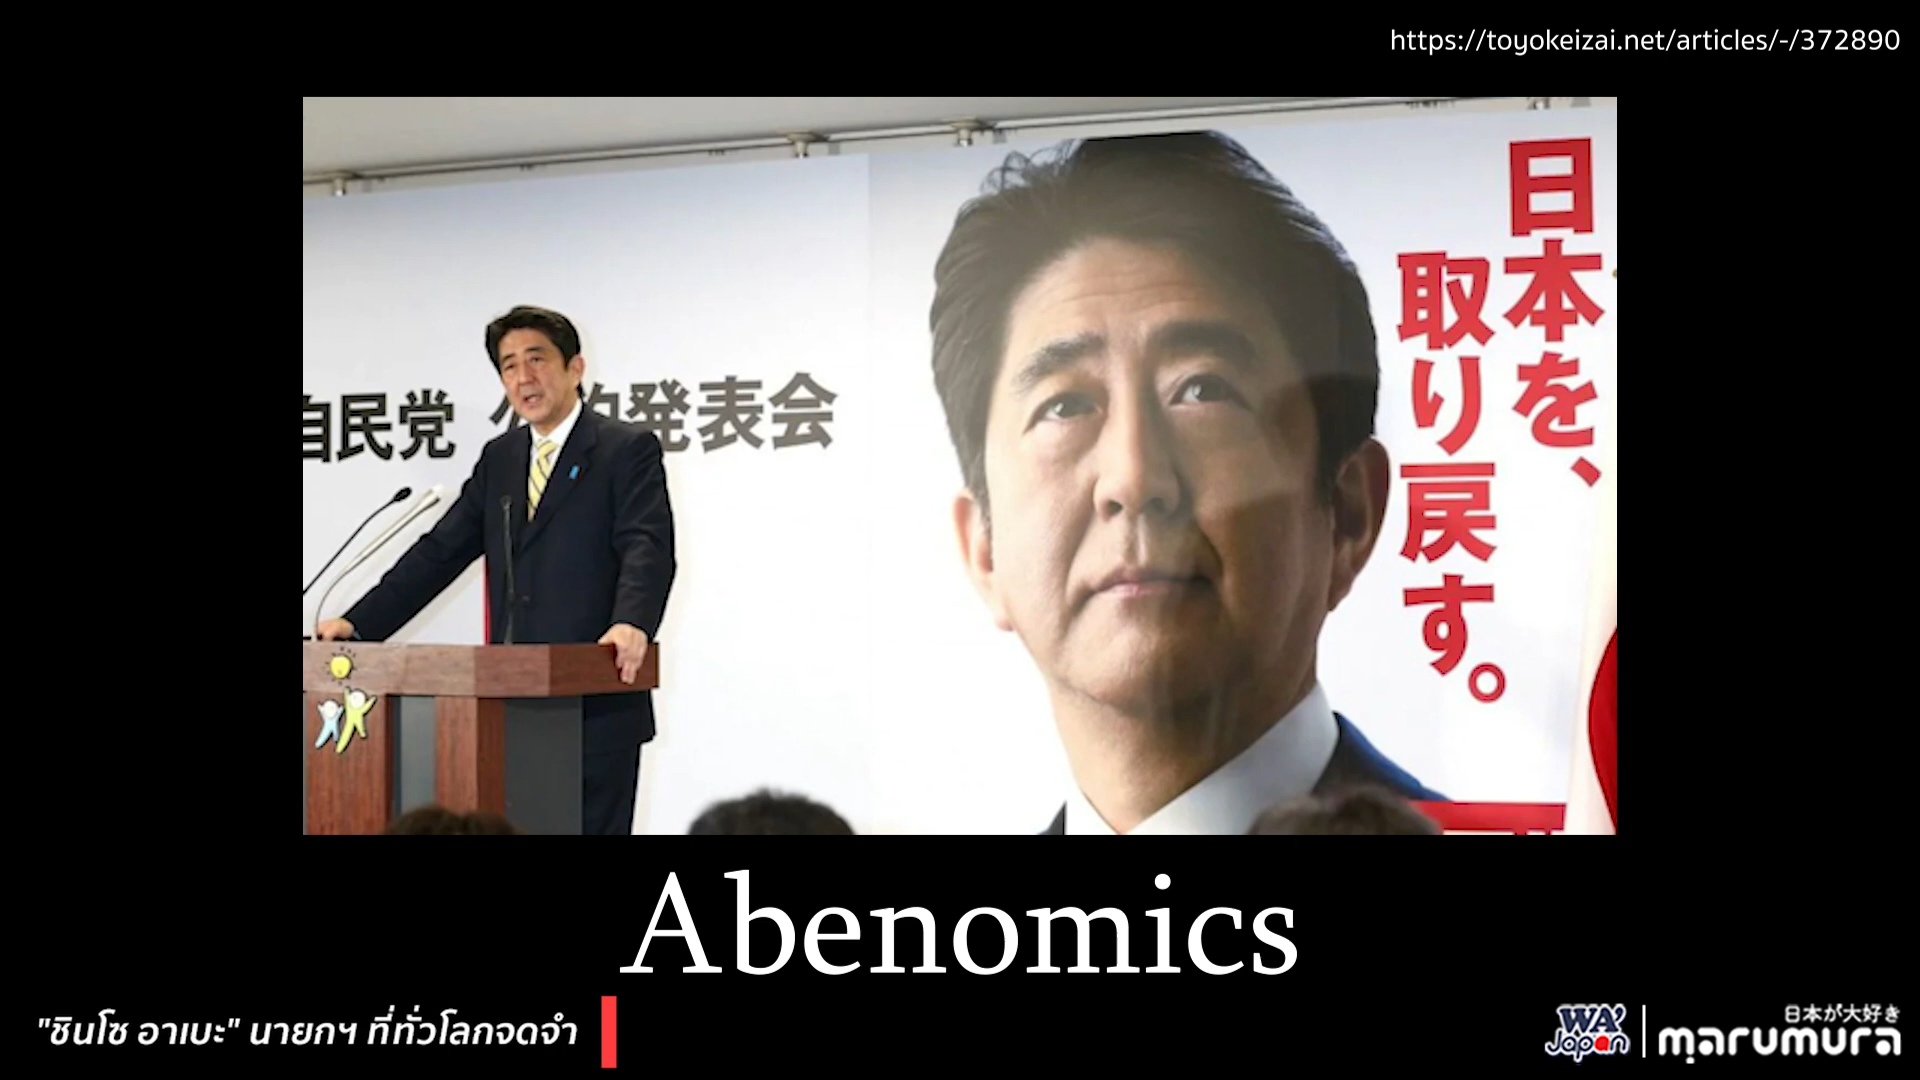 https://toyokeizai.net/articles/-/372890
日本を、
取り戻す。
自民党 公約発表会
Abenomics
"ชินโซ อาเบะ" นายกฯ ที่ทั่วโลกจดจำ
WA' Japan
日本が大好き
marumura